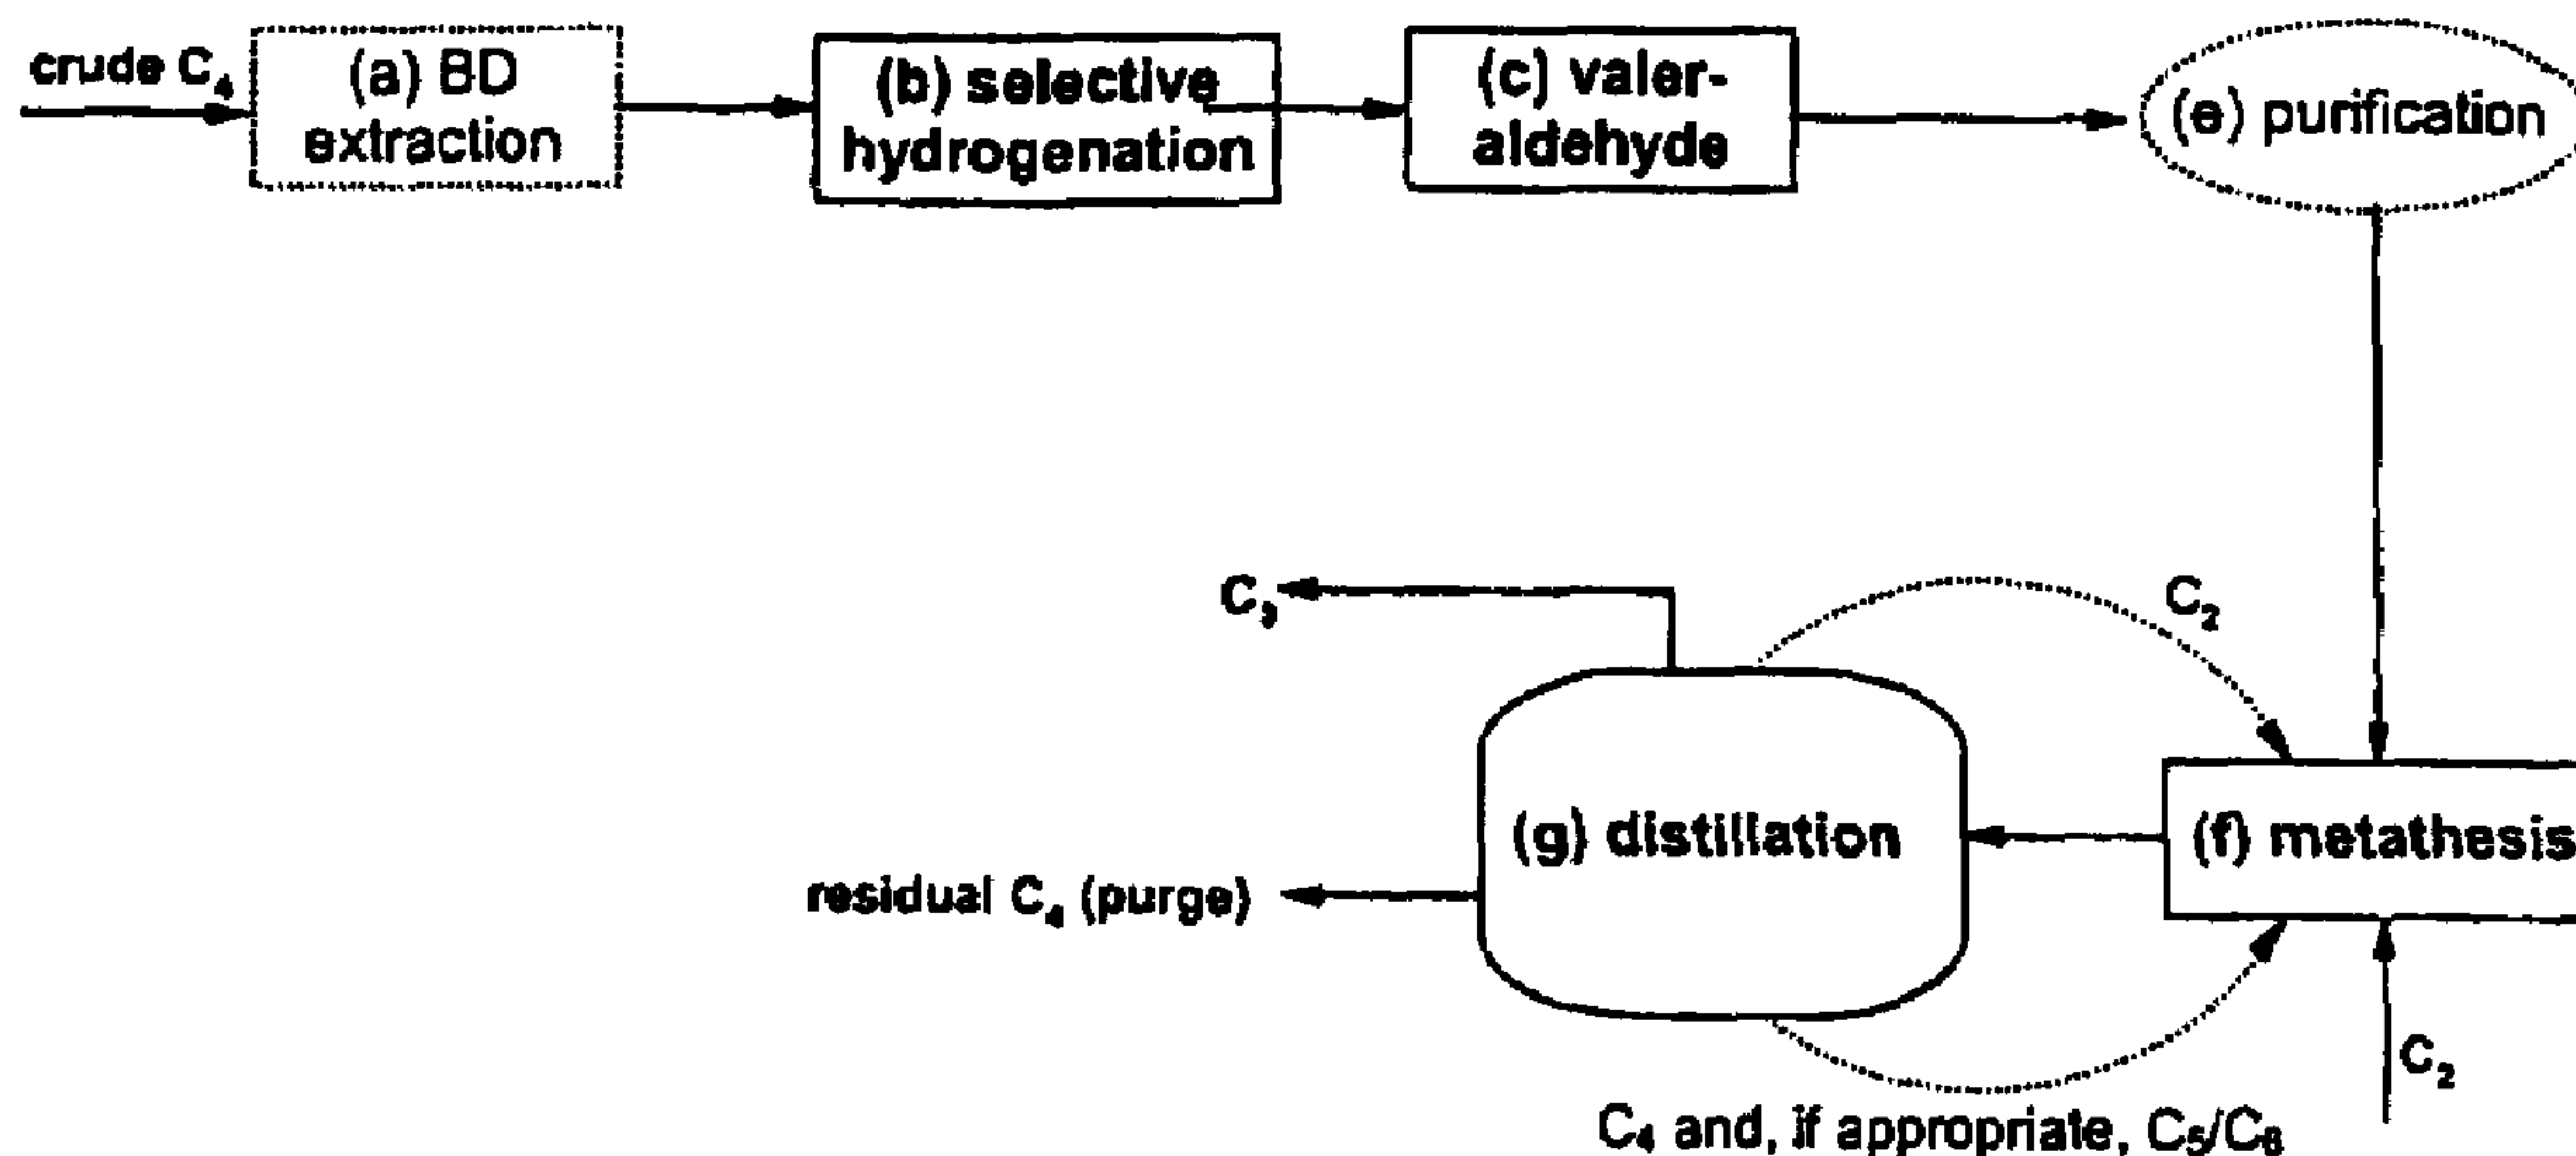 crude C₄
(a) BD
extraction
(b) selective
hydrogenation
(c) valer-
aldehyde
(e) purification
C₃
C₂
(g) distillation
(f) metathesis
residual C₄ (purge)
C₂
C₄ and, if appropriate, C₅/C₆